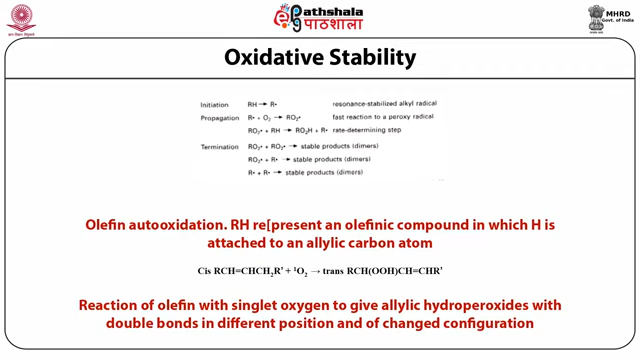 Pathshala
पाठशाला
MHRD
Govt. of India
Oxidative Stability
Initiation RH → R• resonance-stabilized alkyl radical
Propagation R• + O₂ → RO₂• fast reaction to a peroxy radical
RO₂• + RH → RO₂H + R• rate-determining step
Termination RO₂• + RO₂• → stable products (dimers)
RO₂• + R• → stable products (dimers)
R• + R• → stable products (dimers)
Olefin autooxidation. RH re[present an olefinic compound in which H is
attached to an allylic carbon atom
Cis RCH=CHCH₂R' + ¹O₂ → trans RCH(OOH)CH=CHR'
Reaction of olefin with singlet oxygen to give allylic hydroperoxides with
double bonds in different position and of changed configuration